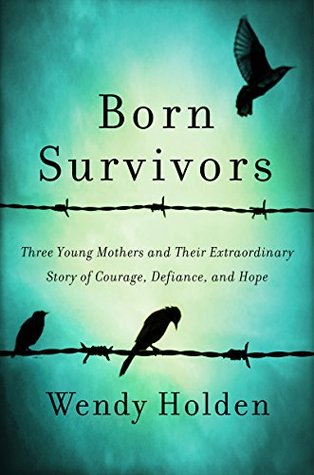 Born
Survivors
Three Young Mothers and Their Extraordinary
Story of Courage, Defiance, and Hope
Wendy Holden